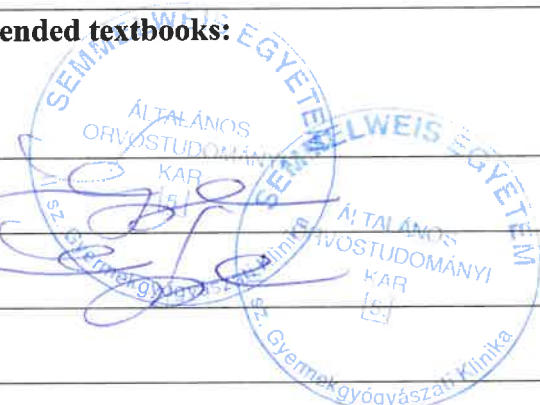 ended textbooks:
SEMMELWEIS EGYETEM
ÁLTALÁNOS
ORVOSTUDOMÁNYI
KAR
[5.]
sz. Gyermekgyógyászati Klinika
SEMMELWEIS EGYETEM
ÁLTALÁNOS
ORVOSTUDOMÁNYI
KAR
[5.]
sz. Gyermekgyógyászati Klinika